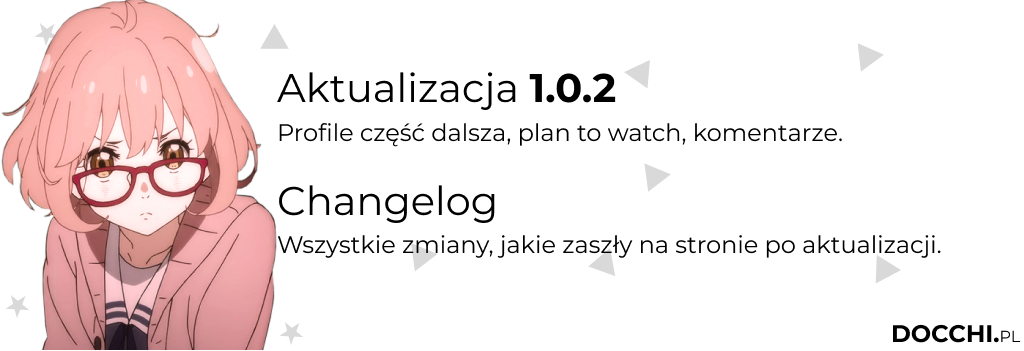 Aktualizacja 1.0.2
Profile część dalsza, plan to watch, komentarze.
Changelog
Wszystkie zmiany, jakie zaszły na stronie po aktualizacji.
DOCCHI.PL